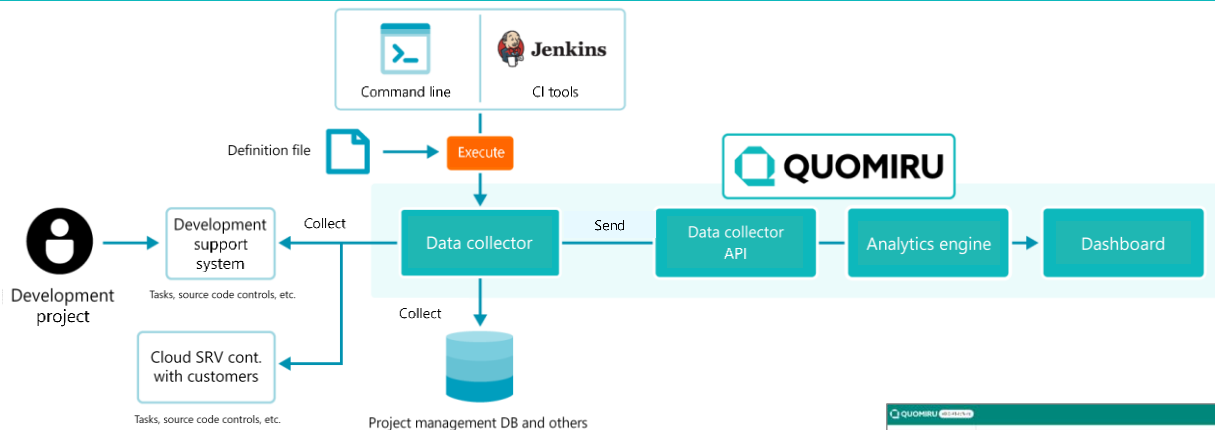 Jenkins
Command line
CI tools
Definition file
Execute
QUOMIRU
Development
support
system
Collect
Data collector
Send
Data collector
API
Analytics engine
Dashboard
Development
project
Tasks, source code controls, etc.
Collect
Cloud SRV cont.
with customers
Tasks, source code controls, etc.
Project management DB and others
QUOMIRU